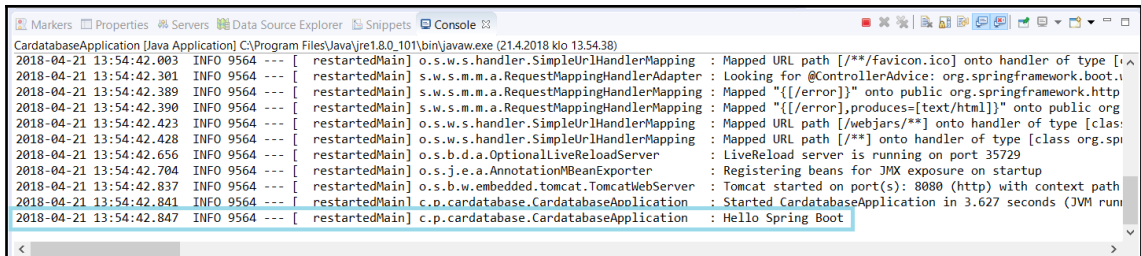 Markers Properties Servers Data Source Explorer Snippets Console
CardatabaseApplication [Java Application] C:\Program Files\Java\jre1.8.0_101\bin\javaw.exe (21.4.2018 klo 13.54.38)
2018-04-21 13:54:42.003 INFO 9564 --- [ restartedMain] o.s.w.s.handler.SimpleUrlHandlerMapping : Mapped URL path [/**/favicon.ico] onto handler of type [
2018-04-21 13:54:42.301 INFO 9564 --- [ restartedMain] s.w.s.m.m.a.RequestMappingHandlerAdapter : Looking for @ControllerAdvice: org.springframework.boot.
2018-04-21 13:54:42.389 INFO 9564 --- [ restartedMain] s.w.s.m.m.a.RequestMappingHandlerMapping : Mapped "{[/error]}" onto public org.springframework.http
2018-04-21 13:54:42.390 INFO 9564 --- [ restartedMain] s.w.s.m.m.a.RequestMappingHandlerMapping : Mapped "{[/error],produces=[text/html]}" onto public org
2018-04-21 13:54:42.423 INFO 9564 --- [ restartedMain] o.s.w.s.handler.SimpleUrlHandlerMapping : Mapped URL path [/webjars/**] onto handler of type [clas
2018-04-21 13:54:42.428 INFO 9564 --- [ restartedMain] o.s.w.s.handler.SimpleUrlHandlerMapping : Mapped URL path [/**] onto handler of type [class org.sp
2018-04-21 13:54:42.656 INFO 9564 --- [ restartedMain] o.s.b.d.a.OptionalLiveReloadServer : LiveReload server is running on port 35729
2018-04-21 13:54:42.704 INFO 9564 --- [ restartedMain] o.s.j.e.a.AnnotationMBeanExporter : Registering beans for JMX exposure on startup
2018-04-21 13:54:42.837 INFO 9564 --- [ restartedMain] o.s.b.w.embedded.tomcat.TomcatWebServer : Tomcat started on port(s): 8080 (http) with context path
2018-04-21 13:54:42.841 INFO 9564 --- [ restartedMain] c.p.cardatabase.CardatabaseApplication : Started CardatabaseApplication in 3.627 seconds (JVM run
2018-04-21 13:54:42.847 INFO 9564 --- [ restartedMain] c.p.cardatabase.CardatabaseApplication : Hello Spring Boot